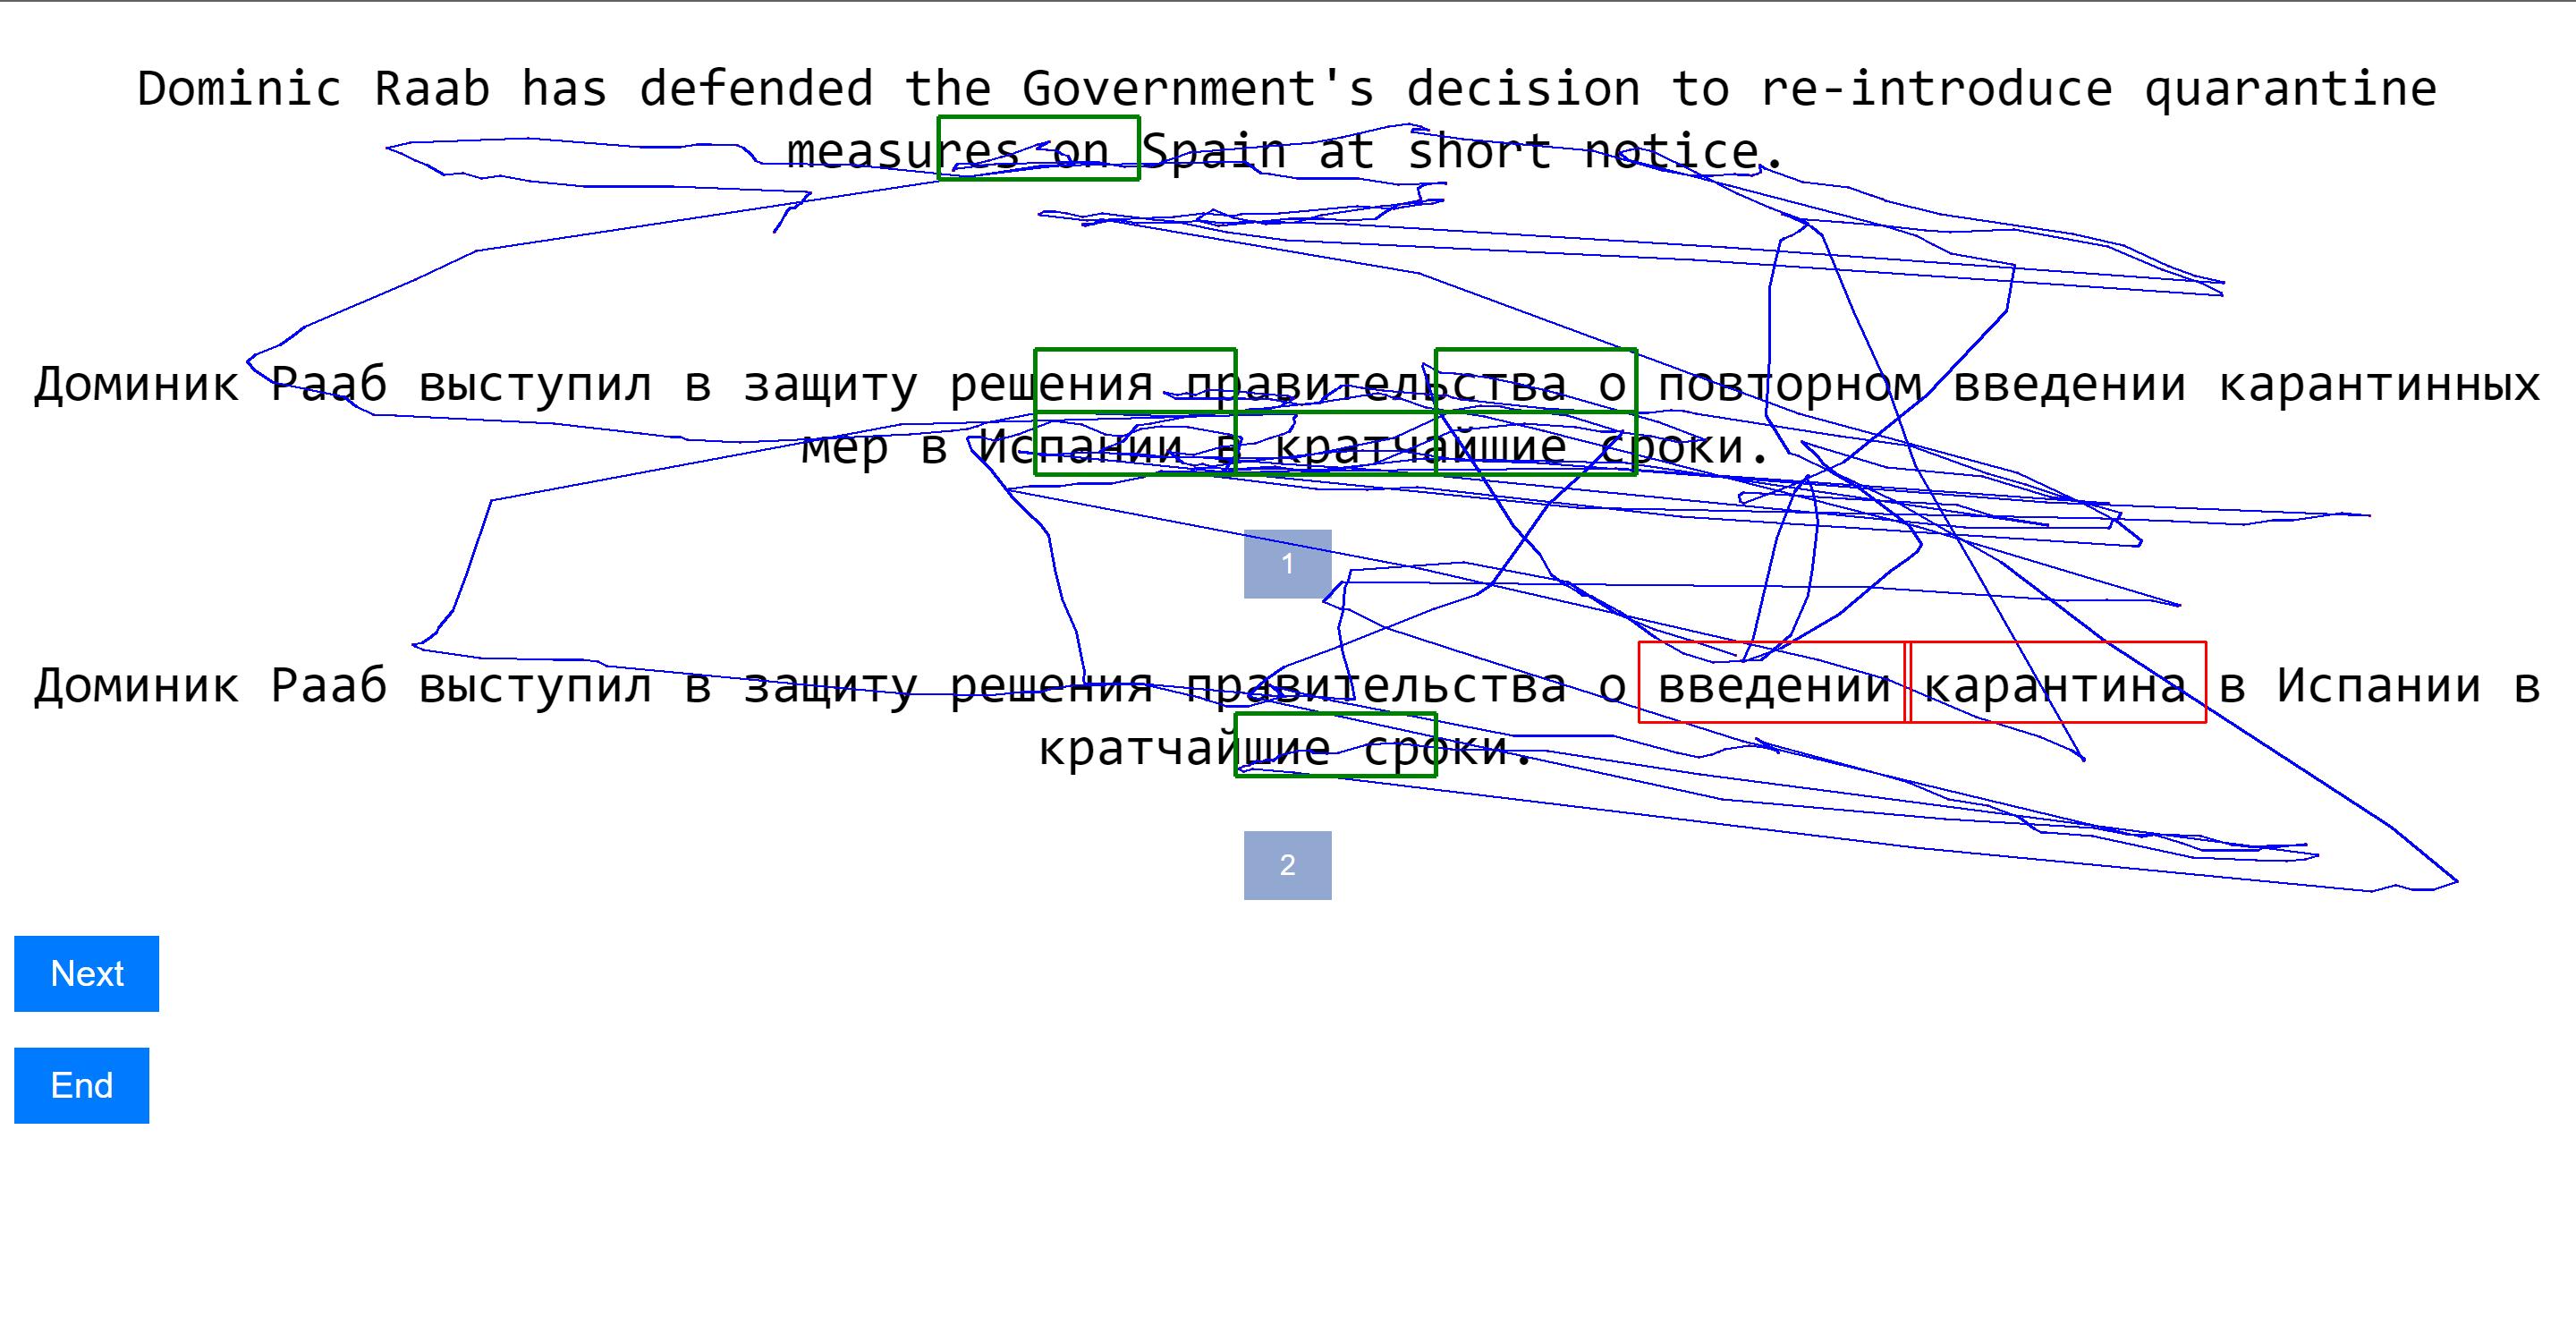 Dominic Raab has defended the Government's decision to re-introduce quarantine
measures on Spain at short notice.
Доминик Рааб выступил в защиту решения правительства о повторном введении карантинных
мер в Испании в кратчайшие сроки.
1
Доминик Рааб выступил в защиту решения правительства о введении карантина в Испании в
кратчайшие сроки.
2
Next
End